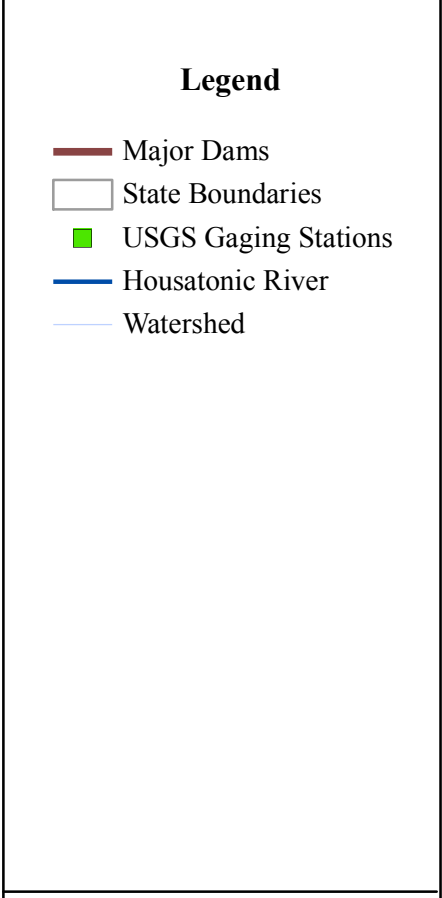 Legend
Major Dams
State Boundaries
USGS Gaging Stations
Housatonic River
Watershed